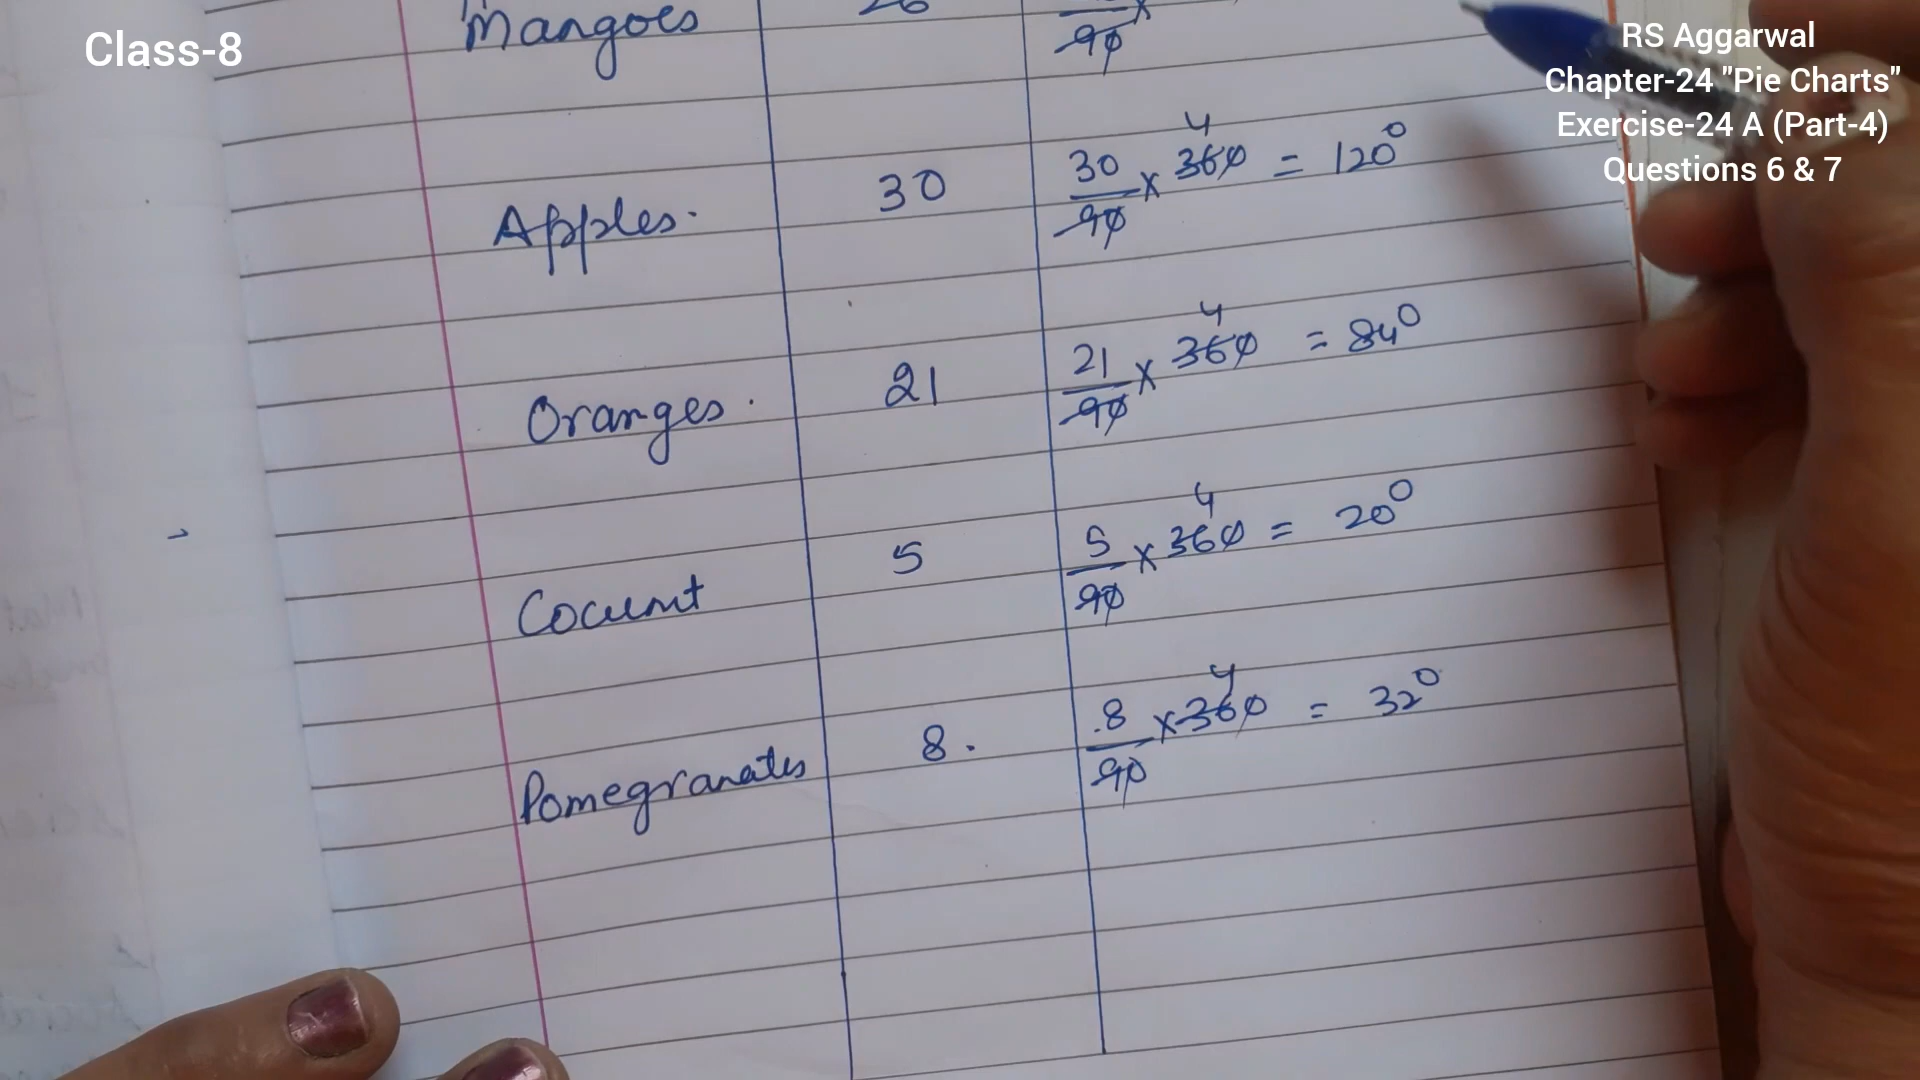 Class-8
RS Aggarwal
Chapter-24 "Pie Charts"
Exercise-24 A (Part-4)
Questions 6 & 7
Mangoes 26
90 ×
Apples. 30 30/90 × 360 = 120° 4
Oranges. 21 21/90 × 360 = 84° 4
Cocunt 5 5/90 × 360 = 20° 4
Pomegranates 8. .8/90 × 360 = 32° 4